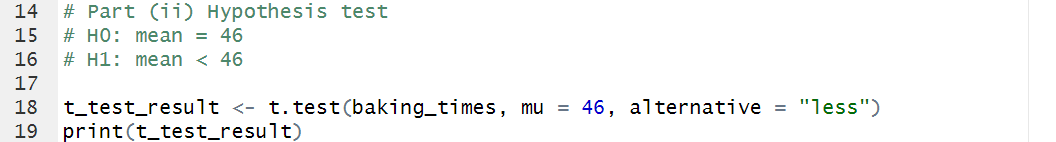 14 # Part (ii) Hypothesis test
15 # H0: mean = 46
16 # H1: mean < 46
17
18 t_test_result <- t.test(baking_times, mu = 46, alternative = "less")
19 print(t_test_result)